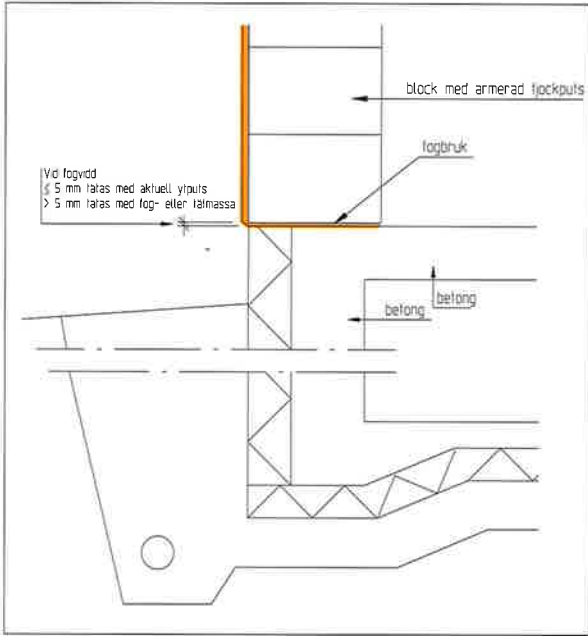 block med armerad tjockputs
fogbruk
Vid fogvidd
≤ 5 mm tätas med aktuell ytputs
> 5 mm tätas med fog- eller tätmassa
betong
betong